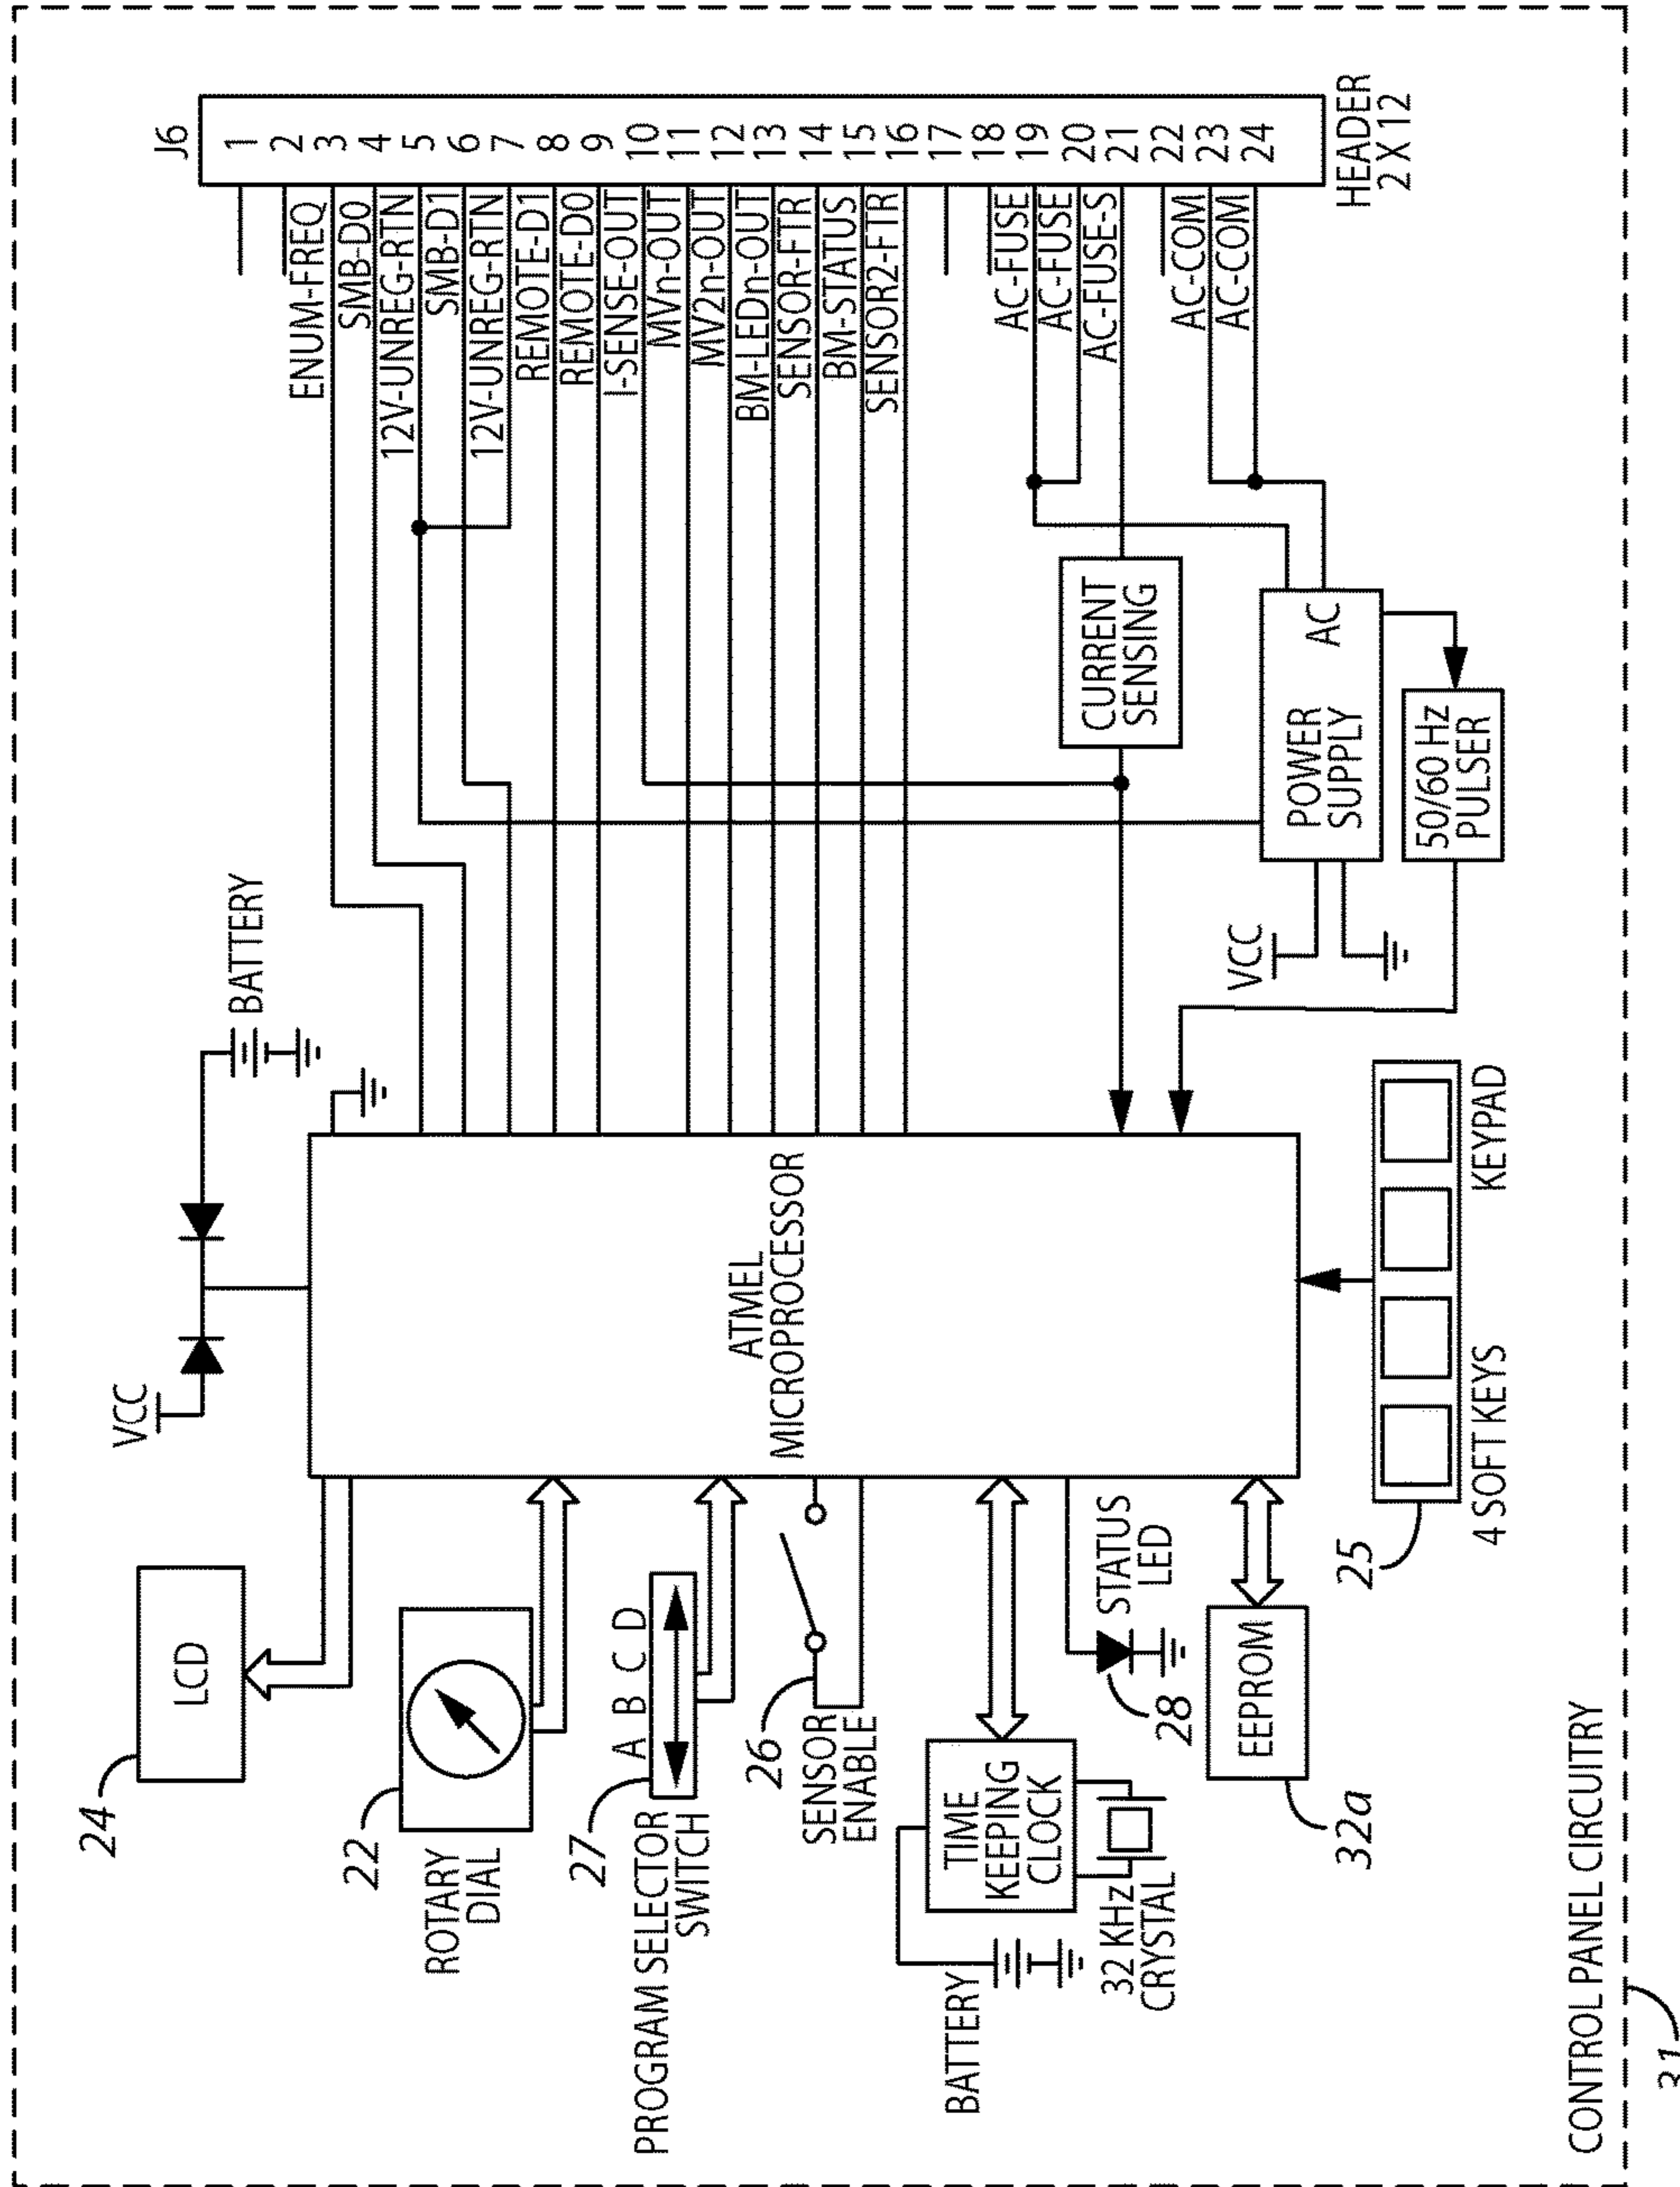 24
LCD
22
ROTARY
DIAL
27
A B C D
PROGRAM SELECTOR
SWITCH
26
SENSOR
ENABLE
TIME
KEEPING
CLOCK
BATTERY
32 KHz
CRYSTAL
28
STATUS
LED
EEPROM
32a
25
4 SOFT KEYS
KEYPAD
VCC
BATTERY
ATMEL
MICROPROCESSOR
VCC
POWER
SUPPLY
AC
50/60 Hz
PULSER
CURRENT
SENSING
ENUM-FREQ
SMB-D0
12V-UNREG-RTN
SMB-D1
12V-UNREG-RTN
REMOTE-D1
REMOTE-D0
I-SENSE-OUT
MVn-OUT
MV2n-OUT
BM-LEDn-OUT
SENSOR-FTR
BM-STATUS
SENSOR2-FTR
AC-FUSE
AC-FUSE
AC-FUSE-S
AC-COM
AC-COM
J6
1
2
3
4
5
6
7
8
9
10
11
12
13
14
15
16
17
18
19
20
21
22
23
24
HEADER
2 X 12
CONTROL PANEL CIRCUITRY
31